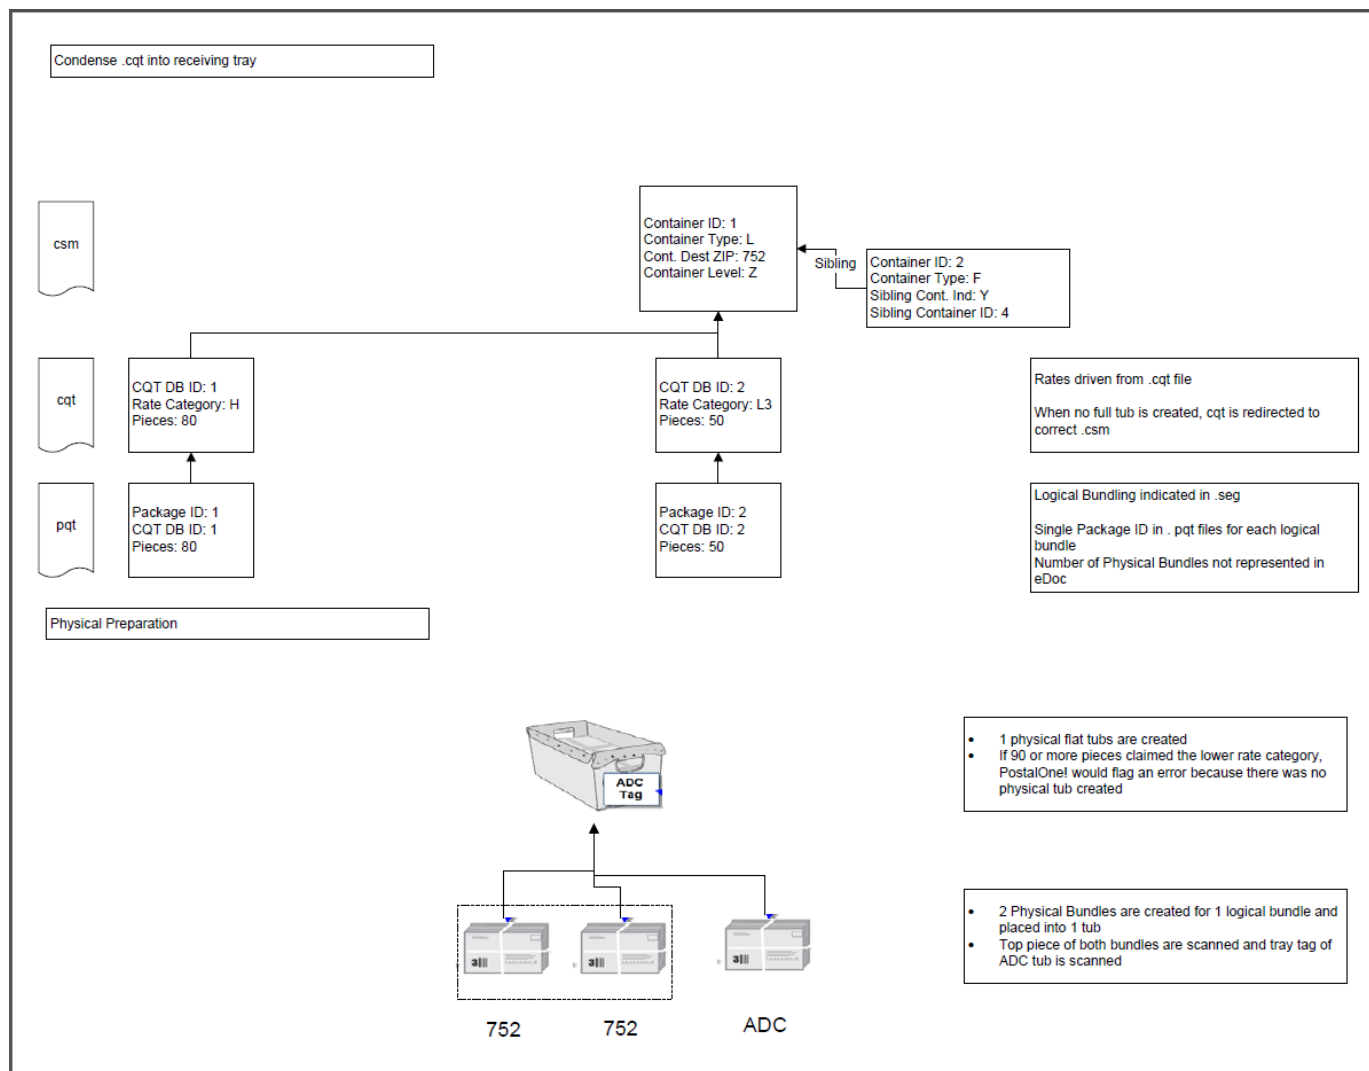 Condense .cqt into receiving tray
csm
Container ID: 1
Container Type: L
Cont. Dest ZIP: 752
Container Level: Z
Sibling
Container ID: 2
Container Type: F
Sibling Cont. Ind: Y
Sibling Container ID: 4
cqt
CQT DB ID: 1
Rate Category: H
Pieces: 80
CQT DB ID: 2
Rate Category: L3
Pieces: 50
Rates driven from .cqt file
When no full tub is created, cqt is redirected to
correct .csm
pqt
Package ID: 1
CQT DB ID: 1
Pieces: 80
Package ID: 2
CQT DB ID: 2
Pieces: 50
Logical Bundling indicated in .seg
Single Package ID in . pqt files for each logical
bundle
Number of Physical Bundles not represented in
eDoc
Physical Preparation
ADC
Tag
• 1 physical flat tubs are created
• If 90 or more pieces claimed the lower rate category,
PostalOne! would flag an error because there was no
physical tub created
• 2 Physical Bundles are created for 1 logical bundle and
placed into 1 tub
• Top piece of both bundles are scanned and tray tag of
ADC tub is scanned
3
3
3
752
752
ADC